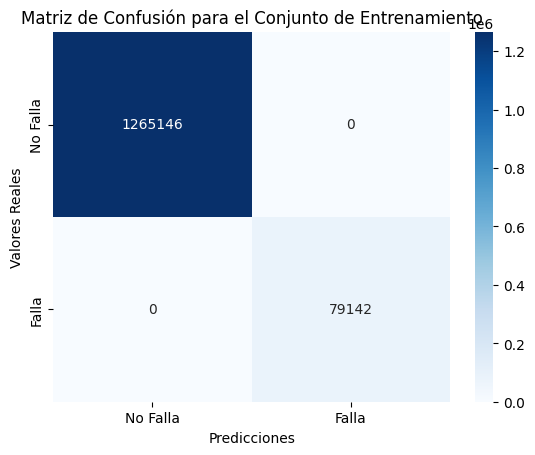 Matriz de Confusión para el Conjunto de Entrenamiento
1e6
No Falla
1265146
0
Falla
0
79142
Valores Reales
No Falla
Falla
Predicciones
1.2
1.0
0.8
0.6
0.4
0.2
0.0